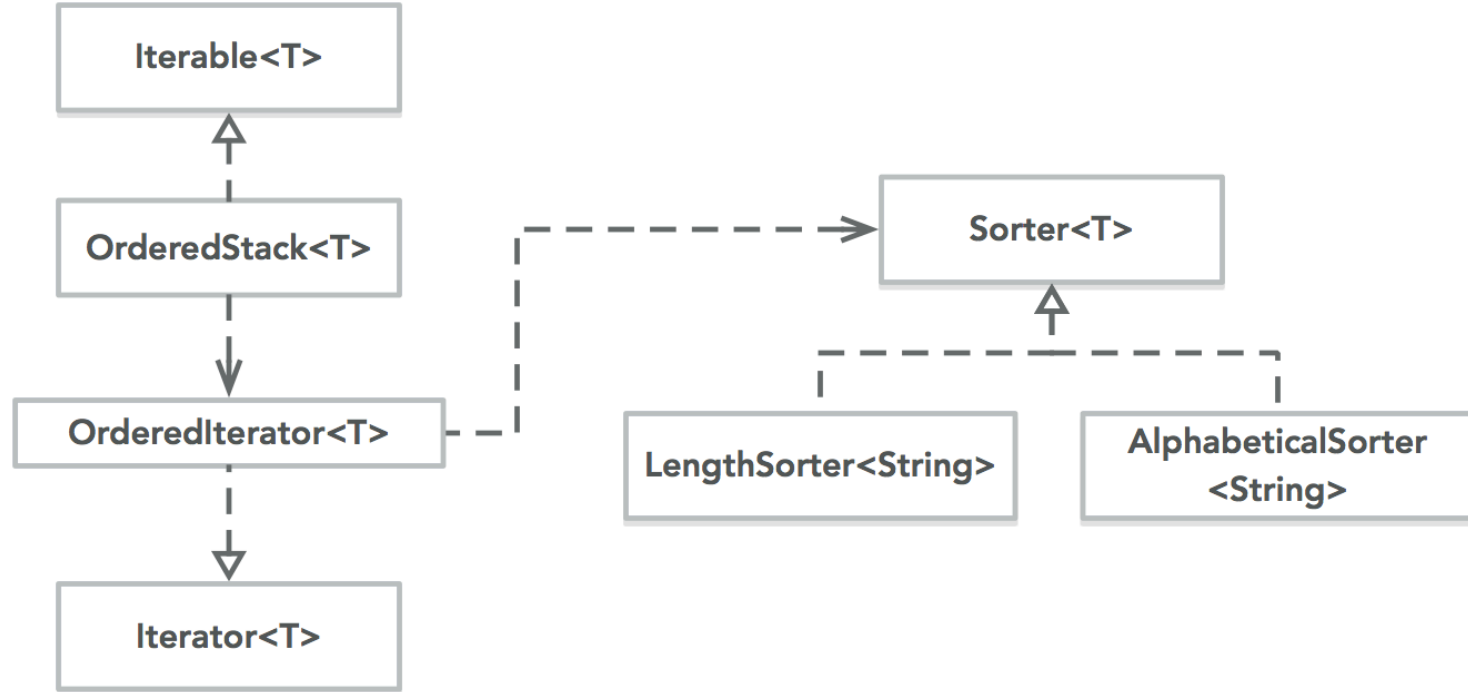 Iterable<T>
OrderedStack<T>
Sorter<T>
OrderedIterator<T>
LengthSorter<String>
AlphabeticalSorter
<String>
Iterator<T>